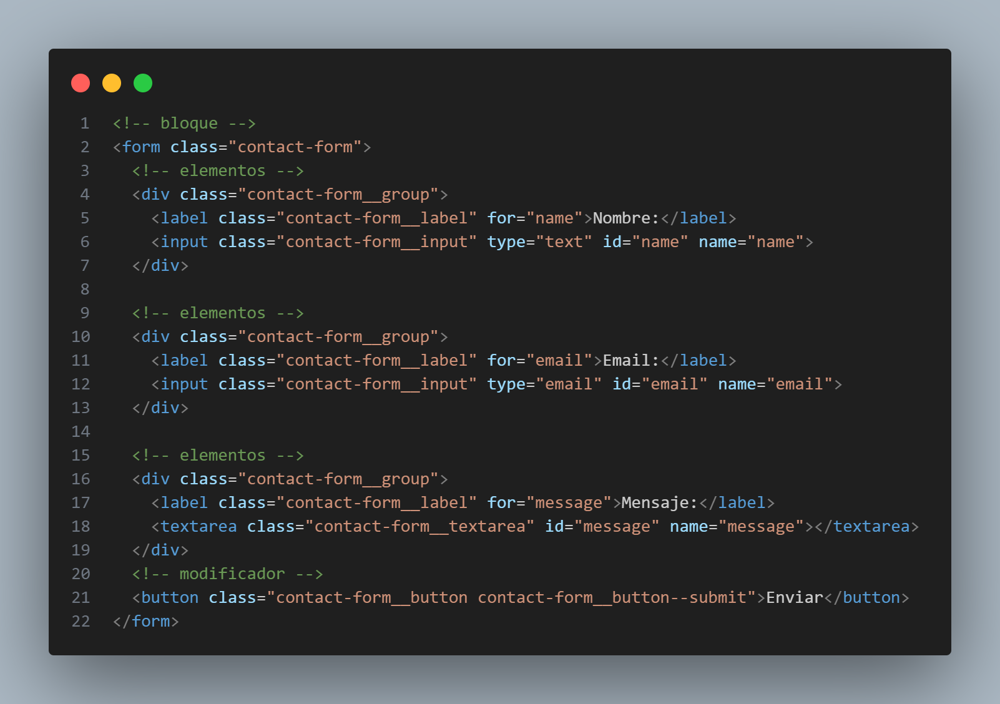 1 <!-- bloque -->
2 <form class="contact-form">
3   <!-- elementos -->
4   <div class="contact-form__group">
5     <label class="contact-form__label" for="name">Nombre:</label>
6     <input class="contact-form__input" type="text" id="name" name="name">
7   </div>
8
9   <!-- elementos -->
10   <div class="contact-form__group">
11     <label class="contact-form__label" for="email">Email:</label>
12     <input class="contact-form__input" type="email" id="email" name="email">
13   </div>
14
15   <!-- elementos -->
16   <div class="contact-form__group">
17     <label class="contact-form__label" for="message">Mensaje:</label>
18     <textarea class="contact-form__textarea" id="message" name="message"></textarea>
19   </div>
20   <!-- modificador -->
21   <button class="contact-form__button contact-form__button--submit">Enviar</button>
22 </form>